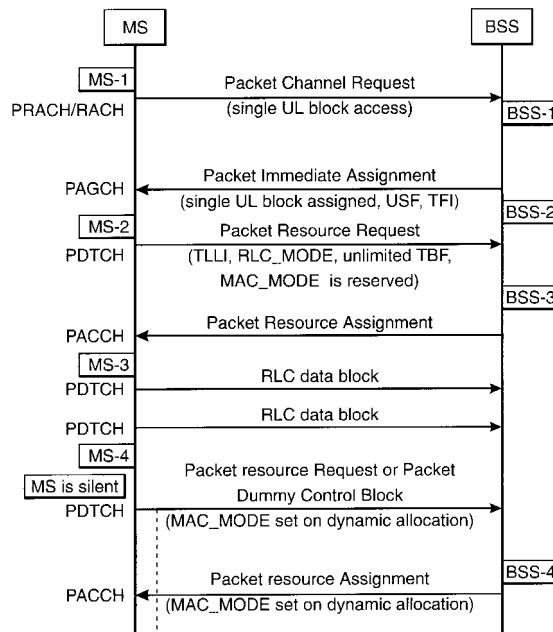 MS
BSS
MS-1
Packet Channel Request
PRACH/RACH
(single UL block access)
BSS-1
Packet Immediate Assignment
PAGCH
(single UL block assigned, USF, TFI)
BSS-2
MS-2
Packet Resource Request
PDTCH
(TLLI, RLC_MODE, unlimited TBF,
MAC_MODE is reserved)
BSS-3
Packet Resource Assignment
PACCH
MS-3
RLC data block
PDTCH
RLC data block
PDTCH
MS-4
Packet resource Request or Packet
MS is silent
Dummy Control Block
PDTCH
(MAC_MODE set on dynamic allocation)
BSS-4
Packet resource Assignment
PACCH
(MAC_MODE set on dynamic allocation)